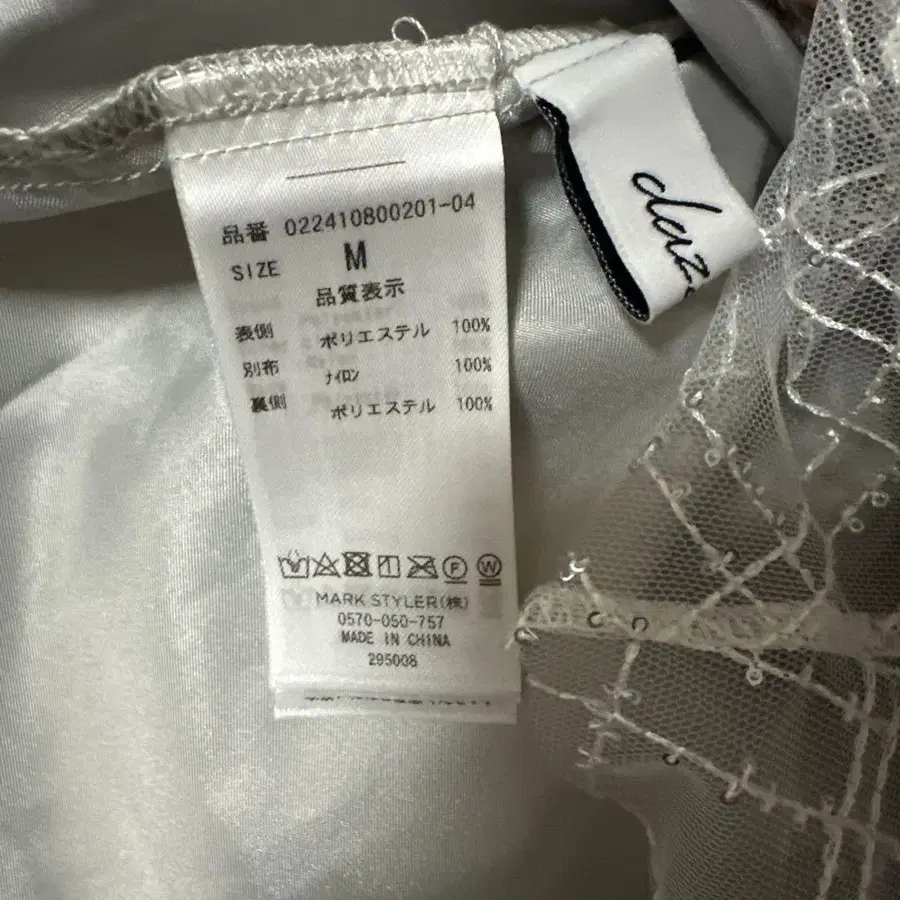 品番 022410800201-04
SIZE M
品質表示
表側 ポリエステル 100%
別布 ナイロン 100%
裏側 ポリエステル 100%
MARK STYLER(株)
0570-050-757
MADE IN CHINA
295008
daz